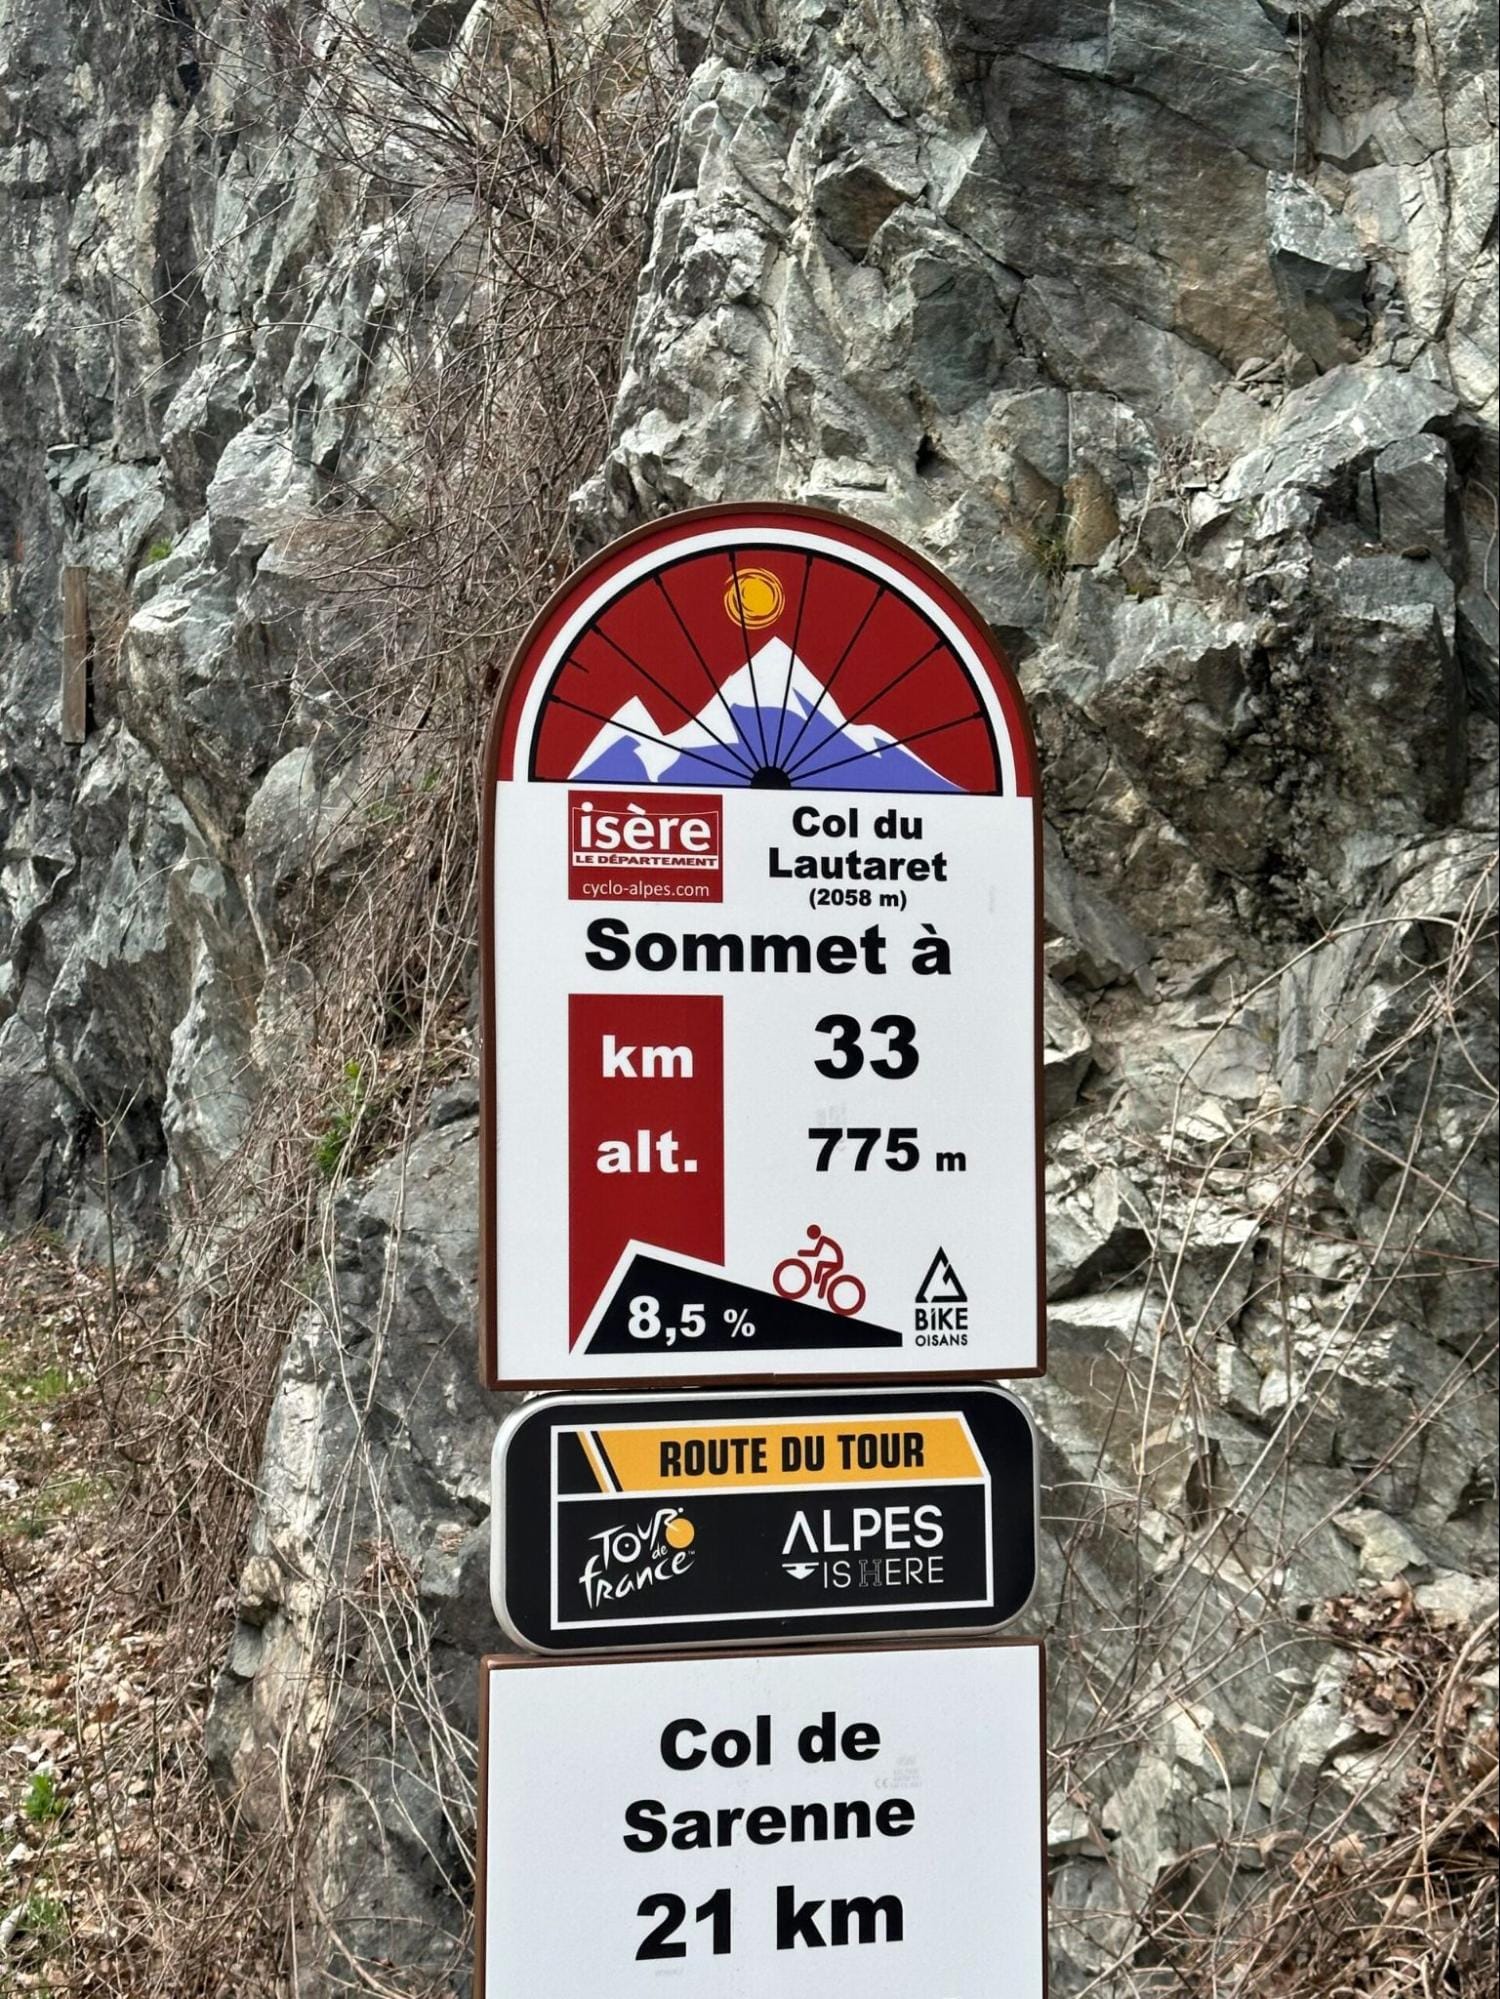 isère
LE DÉPARTEMENT
cyclo-alpes.com
Col du
Lautaret
(2058 m)
Sommet à
km 33
alt. 775 m
8,5 %
BIKE
OISANS
ROUTE DU TOUR
TOUR
de
france™
ALPES
IS HERE
Col de
Sarenne
21 km